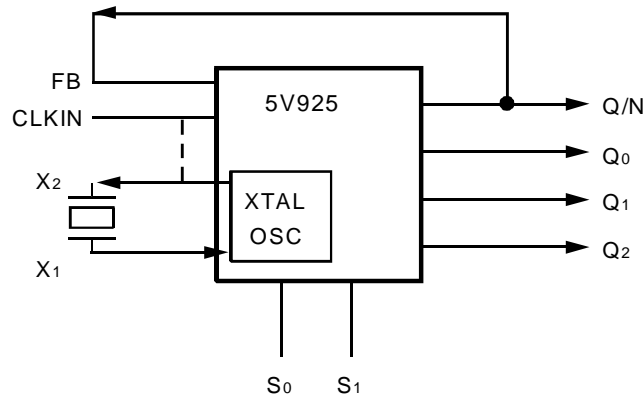 FB
5V925
Q/N
CLKIN
Q0
X2
XTAL
OSC
Q1
Q2
X1
S0 S1